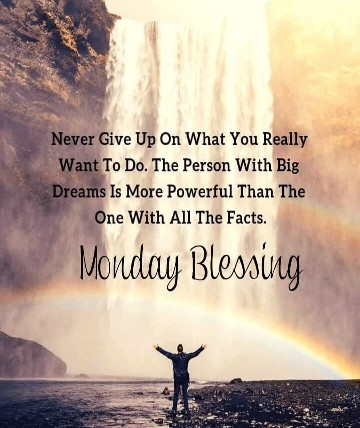 Never Give Up On What You Really
Want To Do. The Person With Big
Dreams Is More Powerful Than The
One With All The Facts.
Monday Blessing